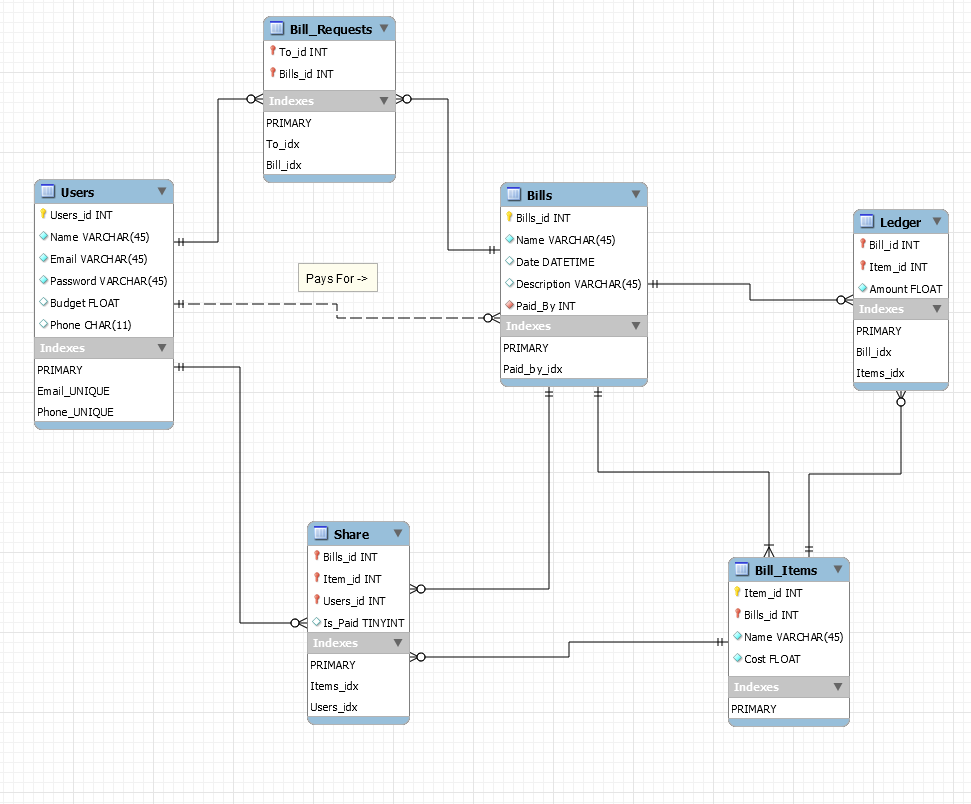 Bill_Requests
To_id INT
Bills_id INT
Indexes
PRIMARY
To_idx
Bill_idx
Users
Users_id INT
Name VARCHAR(45)
Email VARCHAR(45)
Password VARCHAR(45)
Budget FLOAT
Phone CHAR(11)
Indexes
PRIMARY
Email_UNIQUE
Phone_UNIQUE
Pays For ->
Bills
Bills_id INT
Name VARCHAR(45)
Date DATETIME
Description VARCHAR(45)
Paid_By INT
Indexes
PRIMARY
Paid_by_idx
Ledger
Bill_id INT
Item_id INT
Amount FLOAT
Indexes
PRIMARY
Bill_idx
Items_idx
Share
Bills_id INT
Item_id INT
Users_id INT
Is_Paid TINYINT
Indexes
PRIMARY
Items_idx
Users_idx
Bill_Items
Item_id INT
Bills_id INT
Name VARCHAR(45)
Cost FLOAT
Indexes
PRIMARY